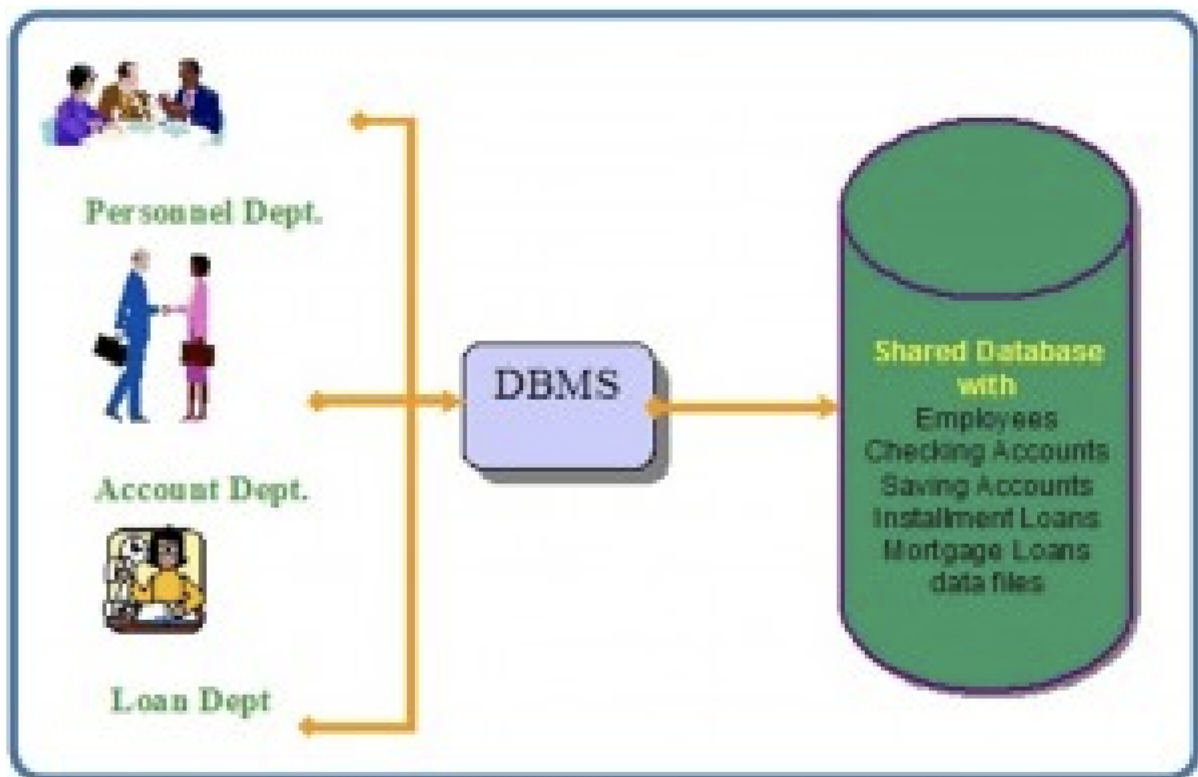 Personnel Dept.
Account Dept.
Loan Dept
DBMS
Shared Database
with
Employees
Checking Accounts
Saving Accounts
Installment Loans
Mortgage Loans
data files